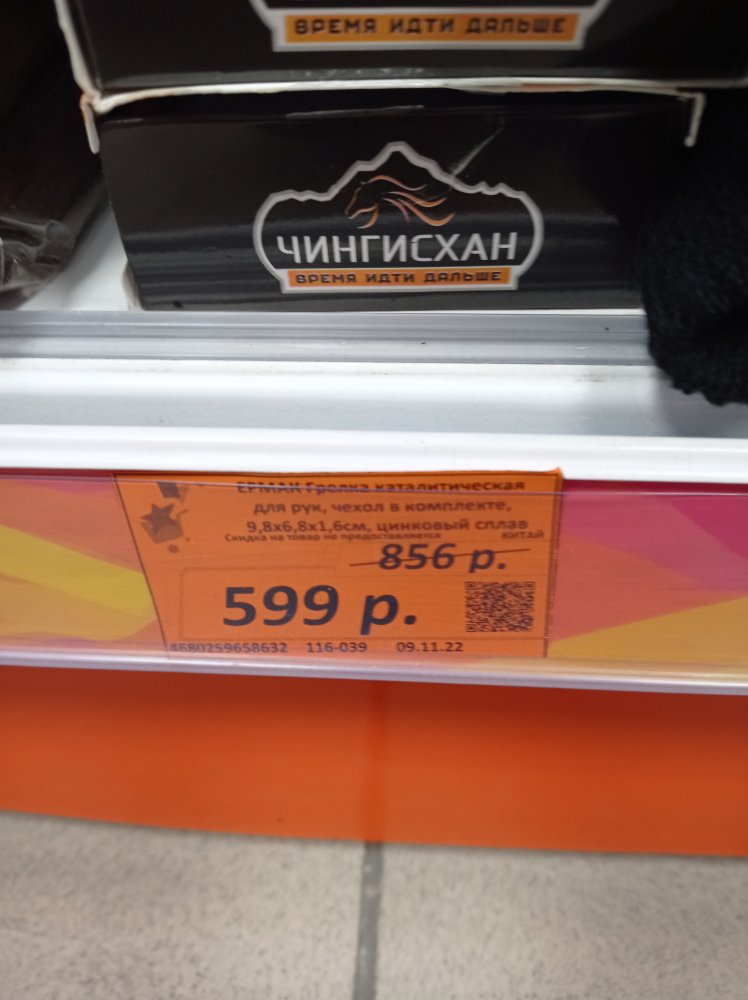 ВРЕМЯ ИДТИ ДАЛЬШЕ
ЧИНГИСХАН
ВРЕМЯ ИДТИ ДАЛЬШЕ
ЕРМАК Грелка каталитическая
для рук, чехол в комплекте,
9,8х6,8х1,6см, цинковый сплав
Скидка на товар не предоставляется КИТАЙ
856 р.
599 р.
4680259658632 116-039 09.11.22